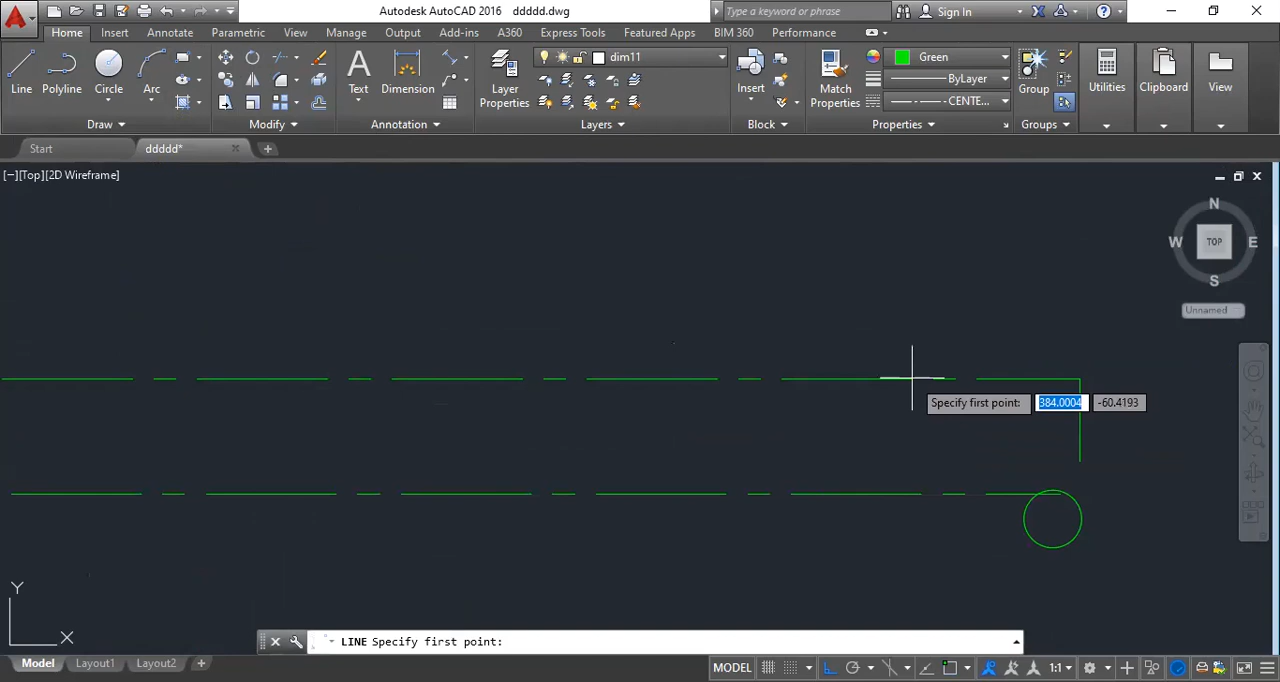 Autodesk AutoCAD 2016 ddddd.dwg
Type a keyword or phrase
Sign In
Home Insert Annotate Parametric View Manage Output Add-ins A360 Express Tools Featured Apps BIM 360 Performance
dim11
Green
ByLayer
CENTE...
Line Polyline Circle Arc
Text Dimension
Layer
Properties
Insert
Match
Properties
Group
Utilities
Clipboard
View
Draw Modify Annotation Layers Block Properties Groups
Start
ddddd*
[−][Top][2D Wireframe]
N
W TOP E
S
Unnamed
Specify first point: 384.0004 -60.4193
Y
X
LINE Specify first point:
Model Layout1 Layout2
MODEL
1:1